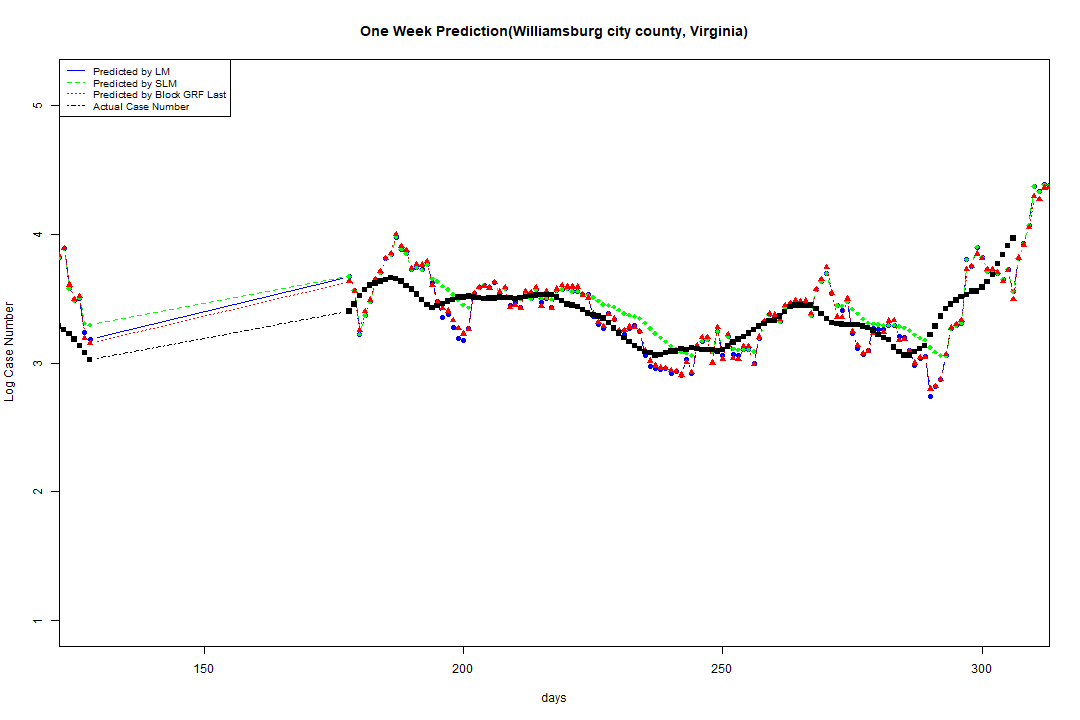 One Week Prediction(Williamsburg city county, Virginia)
Predicted by LM
Predicted by SLM
Predicted by Block GRF Last
Actual Case Number
5
4
3
2
1
Log Case Number
150 200 250 300
days